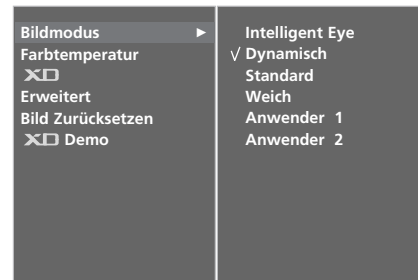 Bildmodus ►
Farbtemperatur
XD
Erweitert
Bild Zurücksetzen
XD Demo
Intelligent Eye
√ Dynamisch
Standard
Weich
Anwender 1
Anwender 2